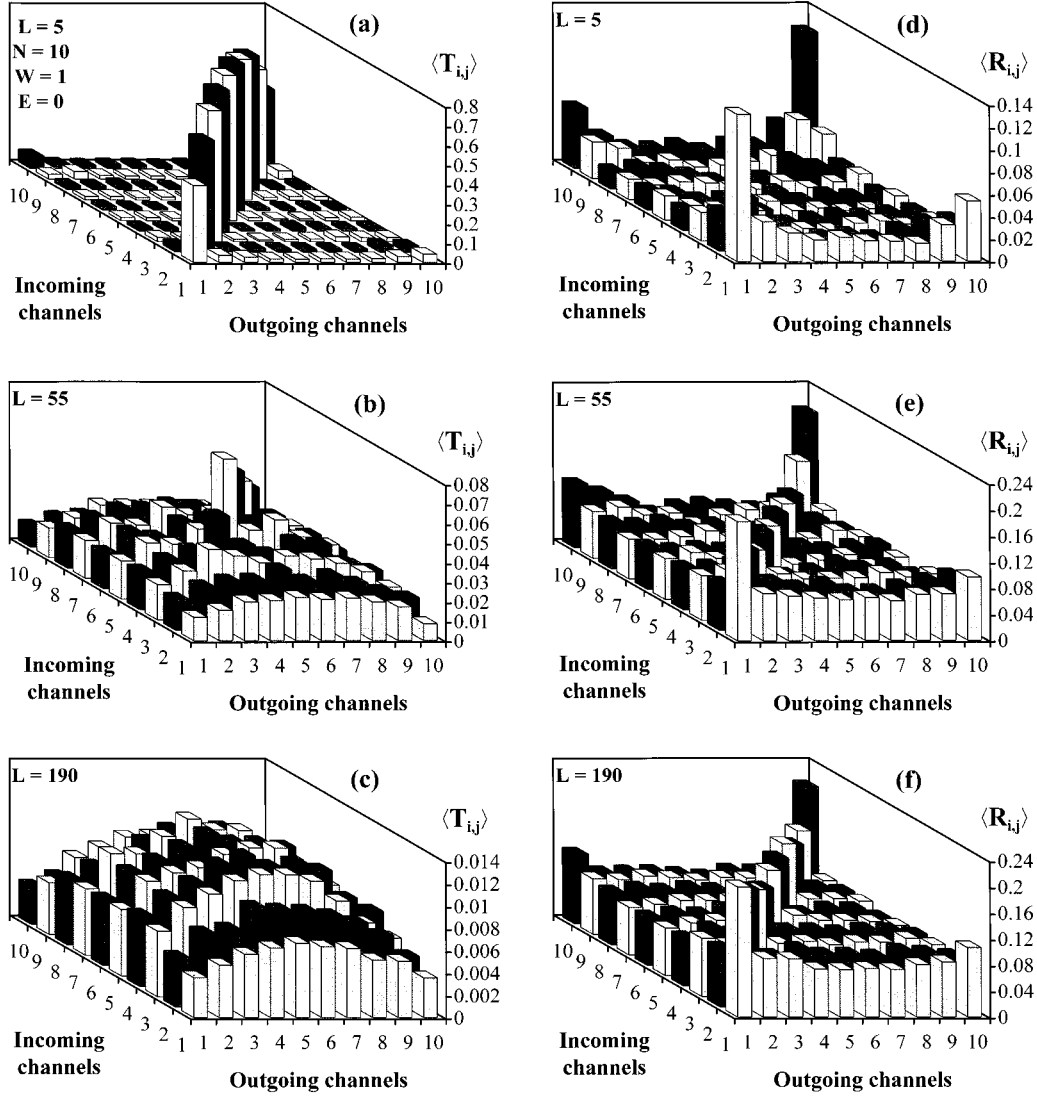 (a)
L = 5
N = 10
W = 1
E = 0
⟨T_{i,j}⟩
0.8
0.7
0.6
0.5
0.4
0.3
0.2
0.1
0
10 9 8 7 6 5 4 3 2 1
Incoming channels
1 2 3 4 5 6 7 8 9 10
Outgoing channels
(d)
L = 5
⟨R_{i,j}⟩
0.14
0.12
0.1
0.08
0.06
0.04
0.02
0
10 9 8 7 6 5 4 3 2 1
Incoming channels
1 2 3 4 5 6 7 8 9 10
Outgoing channels
(b)
L = 55
⟨T_{i,j}⟩
0.08
0.07
0.06
0.05
0.04
0.03
0.02
0.01
0
10 9 8 7 6 5 4 3 2 1
Incoming channels
1 2 3 4 5 6 7 8 9 10
Outgoing channels
(e)
L = 55
⟨R_{i,j}⟩
0.24
0.2
0.16
0.12
0.08
0.04
0
10 9 8 7 6 5 4 3 2 1
Incoming channels
1 2 3 4 5 6 7 8 9 10
Outgoing channels
(c)
L = 190
⟨T_{i,j}⟩
0.014
0.012
0.01
0.008
0.006
0.004
0.002
0
10 9 8 7 6 5 4 3 2 1
Incoming channels
1 2 3 4 5 6 7 8 9 10
Outgoing channels
(f)
L = 190
⟨R_{i,j}⟩
0.24
0.2
0.16
0.12
0.08
0.04
0
10 9 8 7 6 5 4 3 2 1
Incoming channels
1 2 3 4 5 6 7 8 9 10
Outgoing channels